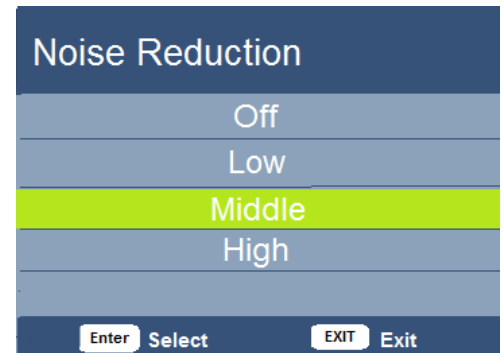 Noise Reduction
Off
Low
Middle
High
Enter Select EXIT Exit